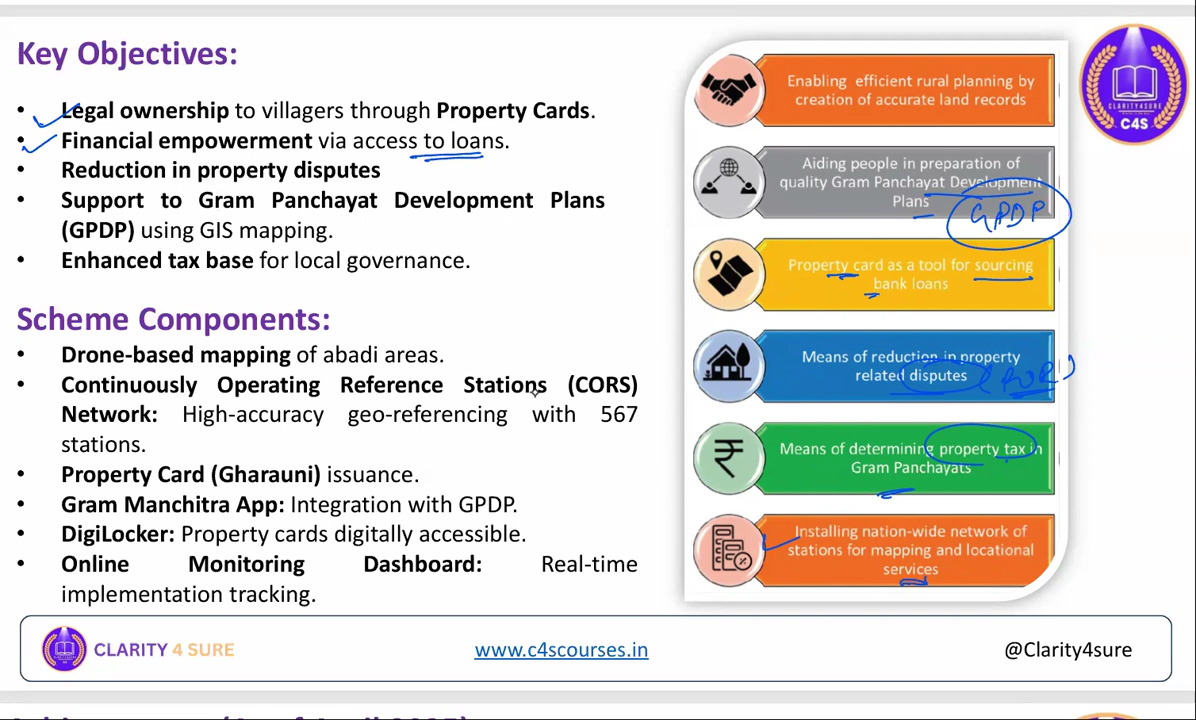 Key Objectives:
• Legal ownership to villagers through Property Cards.
• Financial empowerment via access to loans.
• Reduction in property disputes
• Support to Gram Panchayat Development Plans
(GPDP) using GIS mapping.
• Enhanced tax base for local governance.
Scheme Components:
• Drone-based mapping of abadi areas.
• Continuously Operating Reference Stations (CORS)
Network: High-accuracy geo-referencing with 567
stations.
• Property Card (Gharauni) issuance.
• Gram Manchitra App: Integration with GPDP.
• DigiLocker: Property cards digitally accessible.
• Online Monitoring Dashboard: Real-time
implementation tracking.
Enabling efficient rural planning by
creation of accurate land records
Aiding people in preparation of
quality Gram Panchayat Development
Plans
GPDP
Property card as a tool for sourcing
bank loans
Means of reduction in property
related disputes
Means of determining property tax in
Gram Panchayats
Installing nation-wide network of
stations for mapping and locational
services
CLARITY4SURE
C4S
CLARITY 4 SURE
www.c4scourses.in
@Clarity4sure